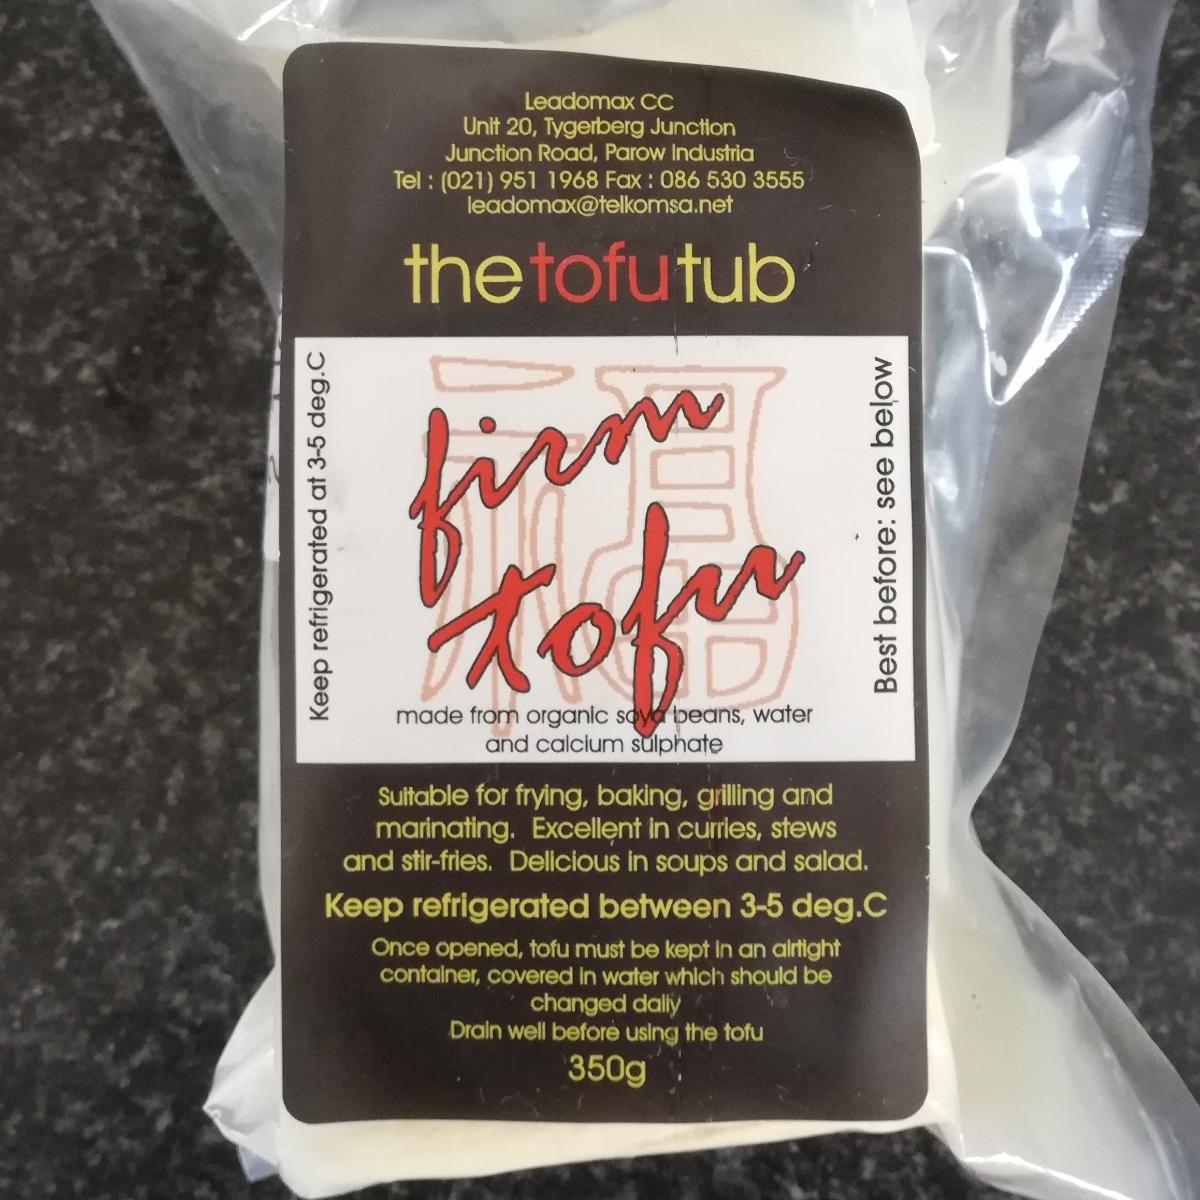 Leadomax CC
Unit 20, Tygerberg Junction
Junction Road, Parow Industria
Tel : (021) 951 1968 Fax : 086 530 3555
leadomax@telkomsa.net
thetofutub
Keep refrigerated at 3-5 deg.C
firm
tofu
Best before: see below
made from organic soya beans, water
and calcium sulphate
Suitable for frying, baking, grilling and
marinating. Excellent in curries, stews
and stir-fries. Delicious in soups and salad.
Keep refrigerated between 3-5 deg.C
Once opened, tofu must be kept in an airtight
container, covered in water which should be
changed daily
Drain well before using the tofu
350g